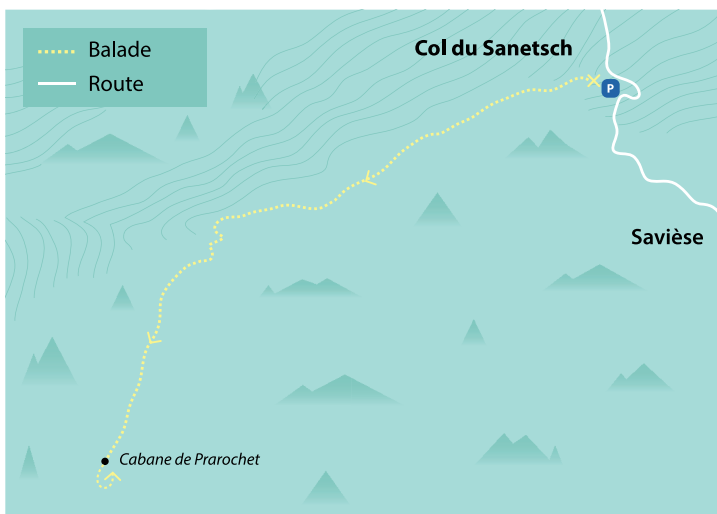 Balade
Route
Col du Sanetsch
P
Savièse
Cabane de Prarochet